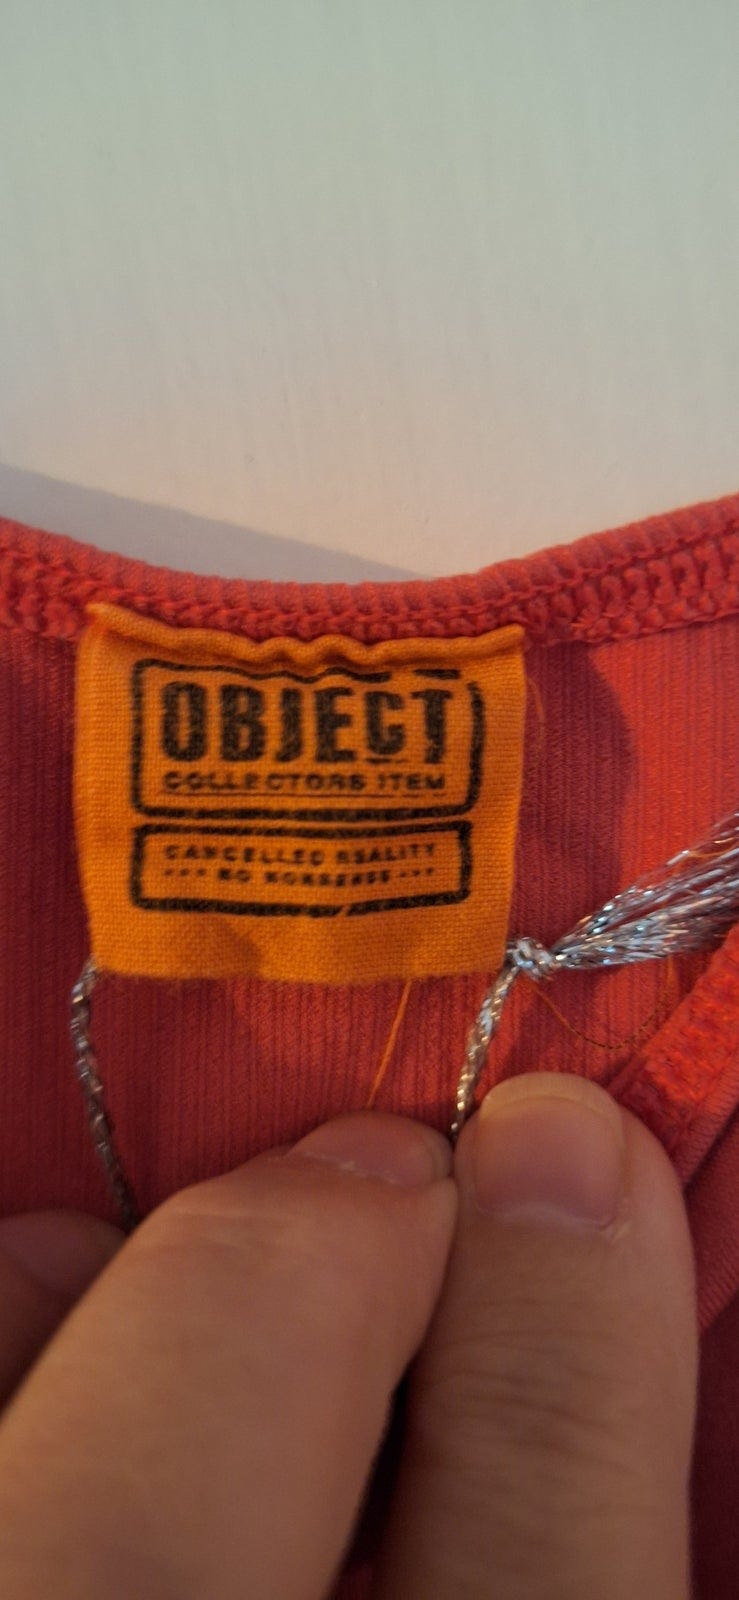 OBJECT
COLLECTORS ITEM
CANCELLED REALITY
--- NO NONSENSE ---